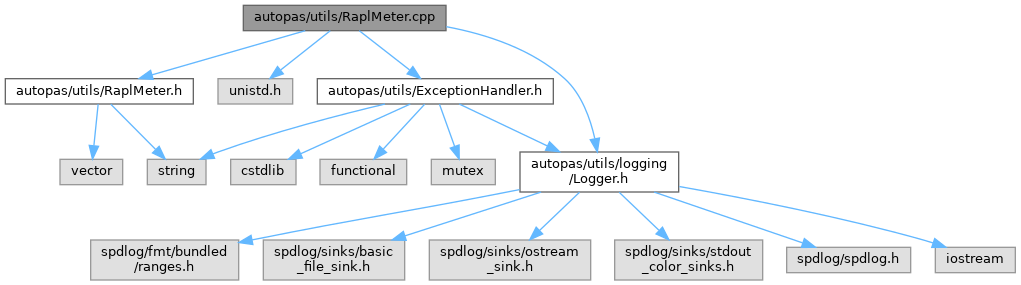 autopas/utils/RaplMeter.cpp
autopas/utils/RaplMeter.h
unistd.h
autopas/utils/ExceptionHandler.h
vector
string
cstdlib
functional
mutex
autopas/utils/logging
/Logger.h
spdlog/fmt/bundled
/ranges.h
spdlog/sinks/basic
_file_sink.h
spdlog/sinks/ostream
_sink.h
spdlog/sinks/stdout
_color_sinks.h
spdlog/spdlog.h
iostream